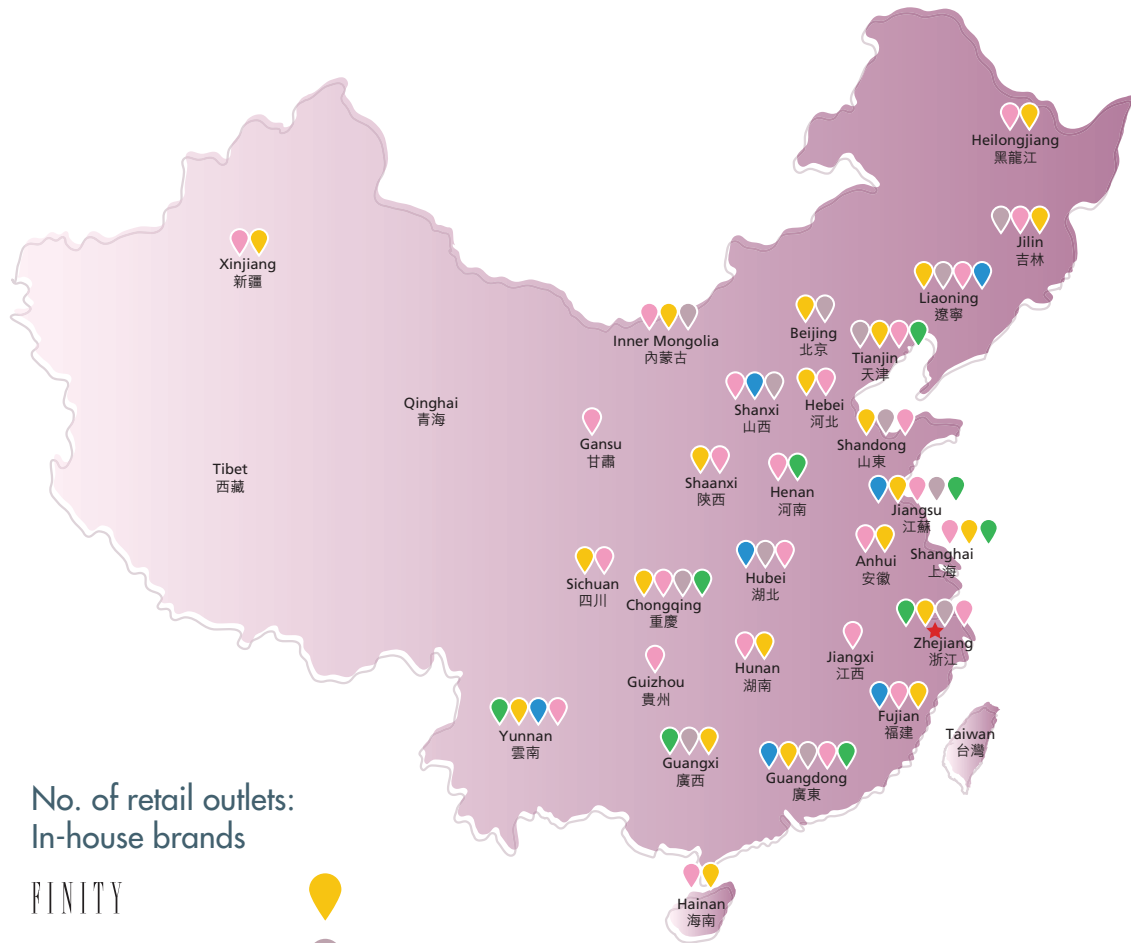 Heilongjiang
黑龍江
Jilin
吉林
Xinjiang
新疆
Liaoning
遼寧
Inner Mongolia
內蒙古
Beijing
北京
Tianjin
天津
Qinghai
青海
Shanxi
山西
Hebei
河北
Gansu
甘肅
Shandong
山東
Tibet
西藏
Shaanxi
陝西
Henan
河南
Jiangsu
江蘇
Anhui
安徽
Shanghai
上海
Sichuan
四川
Chongqing
重慶
Hubei
湖北
Zhejiang
浙江
Guizhou
貴州
Hunan
湖南
Jiangxi
江西
Yunnan
雲南
Fujian
福建
Taiwan
台灣
Guangxi
廣西
Guangdong
廣東
No. of retail outlets:
In-house brands
FINITY
Hainan
海南